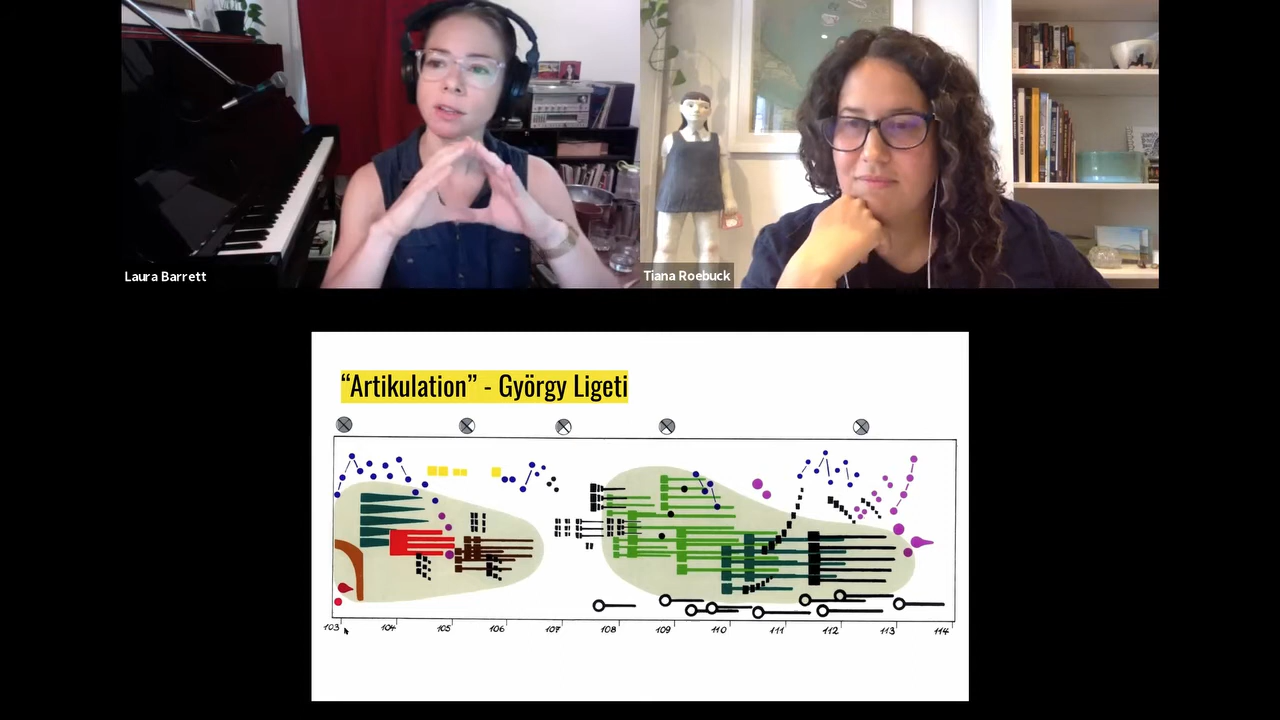 Laura Barrett
Tiana Roebuck
“Artikulation” - György Ligeti
103 104 105 106 107 108 109 110 111 112 113 114